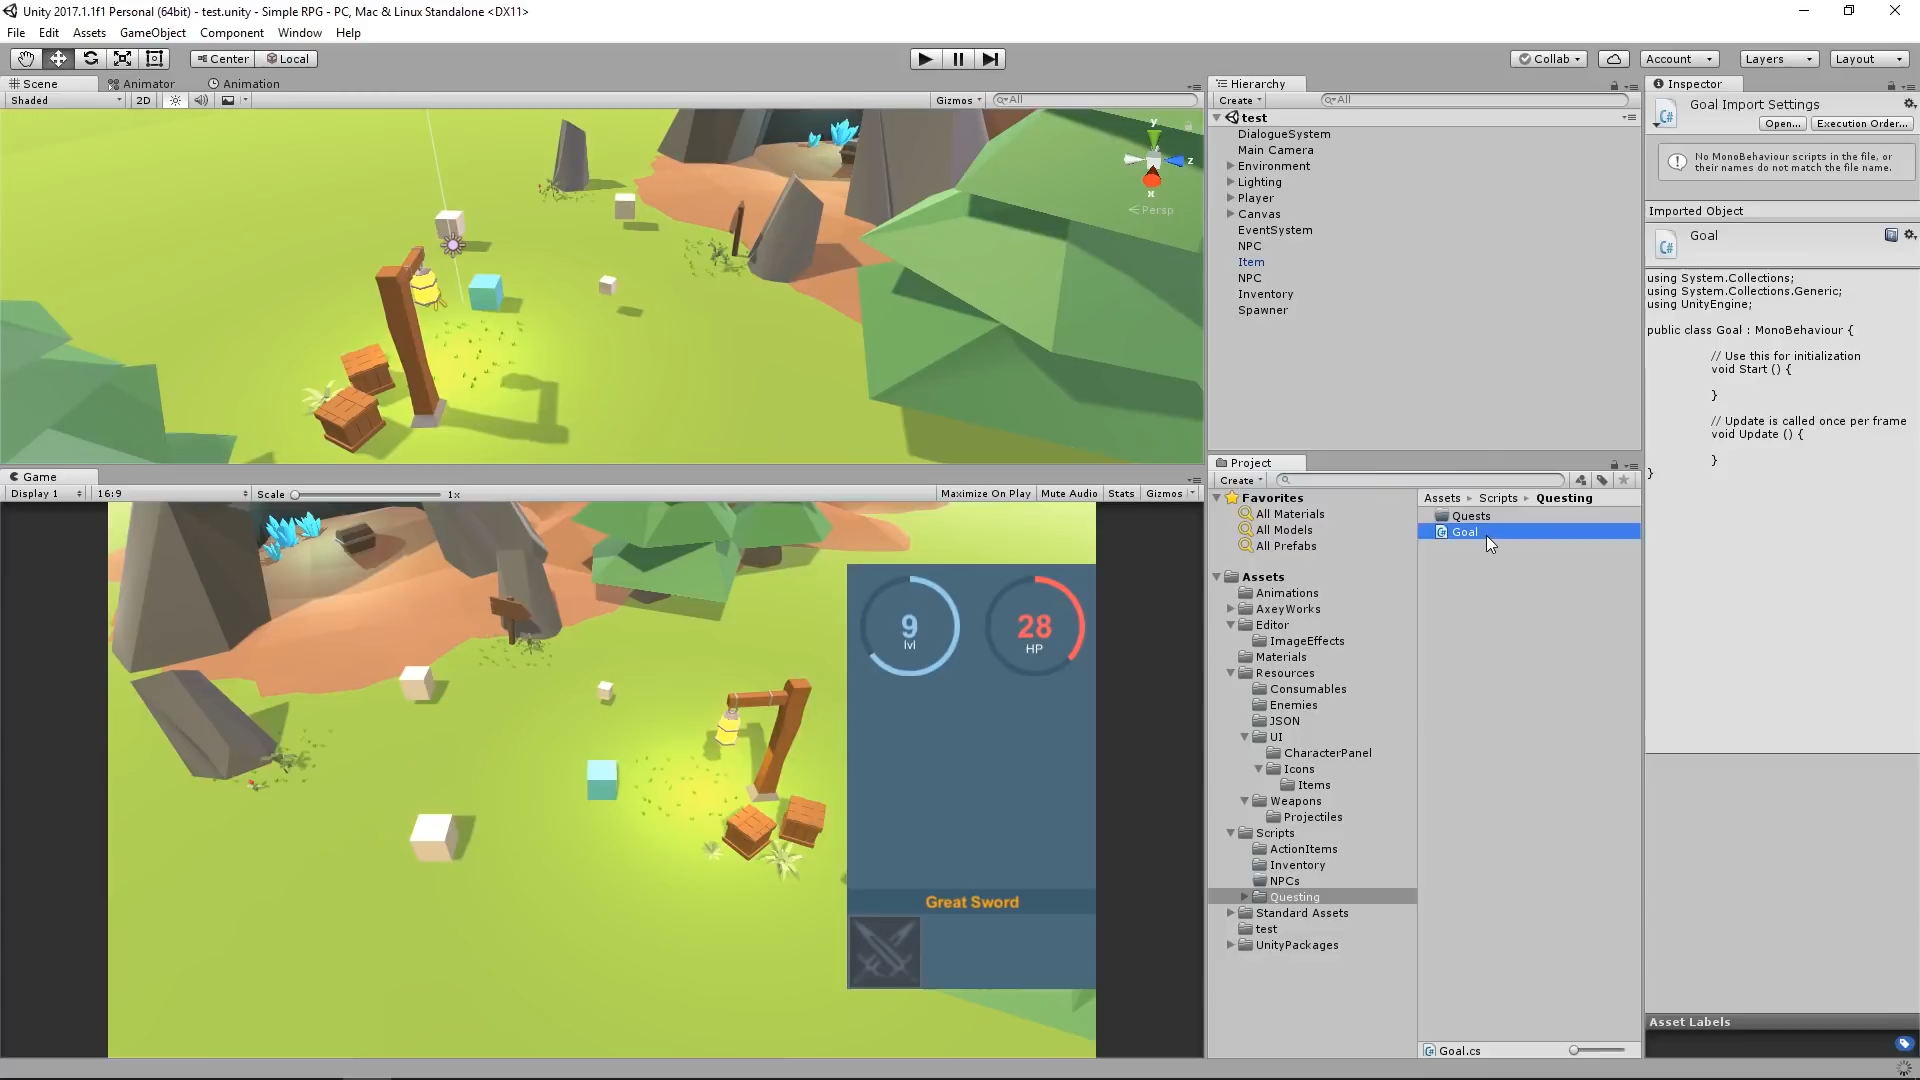 Unity 2017.1.1f1 Personal (64bit) - test.unity - Simple RPG - PC, Mac & Linux Standalone <DX11>
File Edit Assets GameObject Component Window Help
Center Local
Collab Account Layers Layout
Scene Animator Animation
Shaded 2D Gizmos All
y
z
x
Persp
Game
Display 1 16:9 Scale 1x Maximize On Play Mute Audio Stats Gizmos
9
lvl
28
HP
Great Sword
Hierarchy
Create All
test
DialogueSystem
Main Camera
Environment
Lighting
Player
Canvas
EventSystem
NPC
Item
NPC
Inventory
Spawner
Project
Create
Favorites
All Materials
All Models
All Prefabs
Assets
Animations
AxeyWorks
Editor
ImageEffects
Materials
Resources
Consumables
Enemies
JSON
UI
CharacterPanel
Icons
Items
Weapons
Projectiles
Scripts
ActionItems
Inventory
NPCs
Questing
Standard Assets
test
UnityPackages
Assets Scripts Questing
Quests
Goal
Goal.cs
Inspector
Goal Import Settings
Open... Execution Order...
No MonoBehaviour scripts in the file, or
their names do not match the file name.
Imported Object
Goal
using System.Collections;
using System.Collections.Generic;
using UnityEngine;
public class Goal : MonoBehaviour {
// Use this for initialization
void Start () {
}
// Update is called once per frame
void Update () {
}
}
Asset Labels